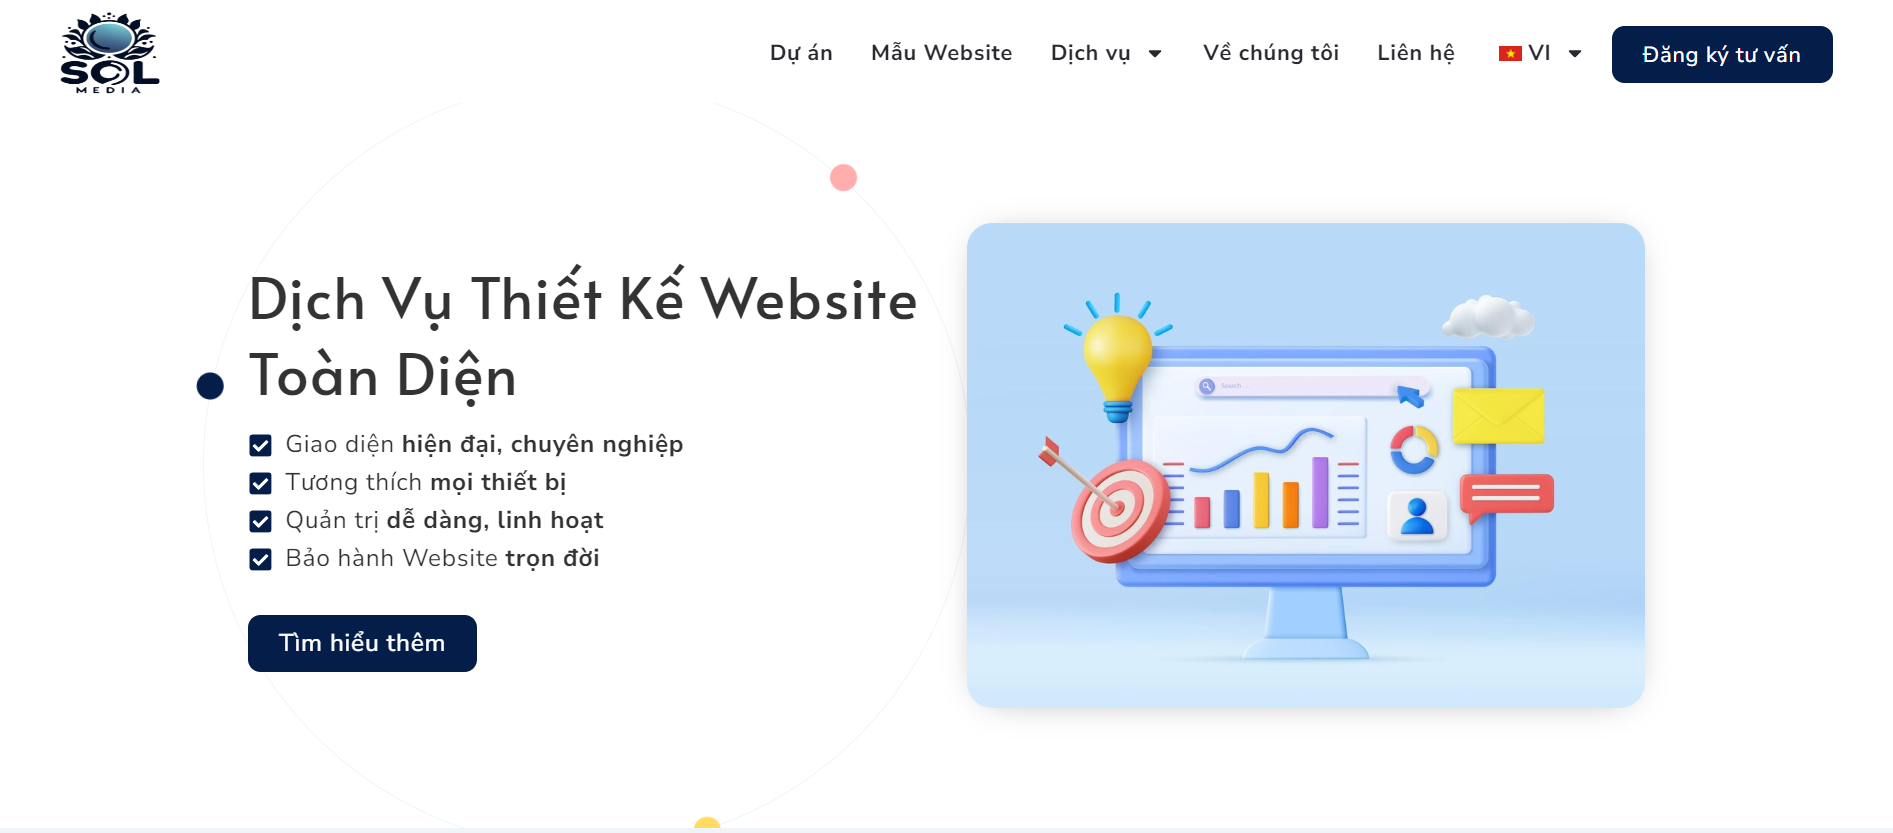 SOL
MEDIA
Dự án
Mẫu Website
Dịch vụ
Về chúng tôi
Liên hệ
VI
Đăng ký tư vấn
Dịch Vụ Thiết Kế Website
Toàn Diện
Giao diện hiện đại, chuyên nghiệp
Tương thích mọi thiết bị
Quản trị dễ dàng, linh hoạt
Bảo hành Website trọn đời
Tìm hiểu thêm
Search ...